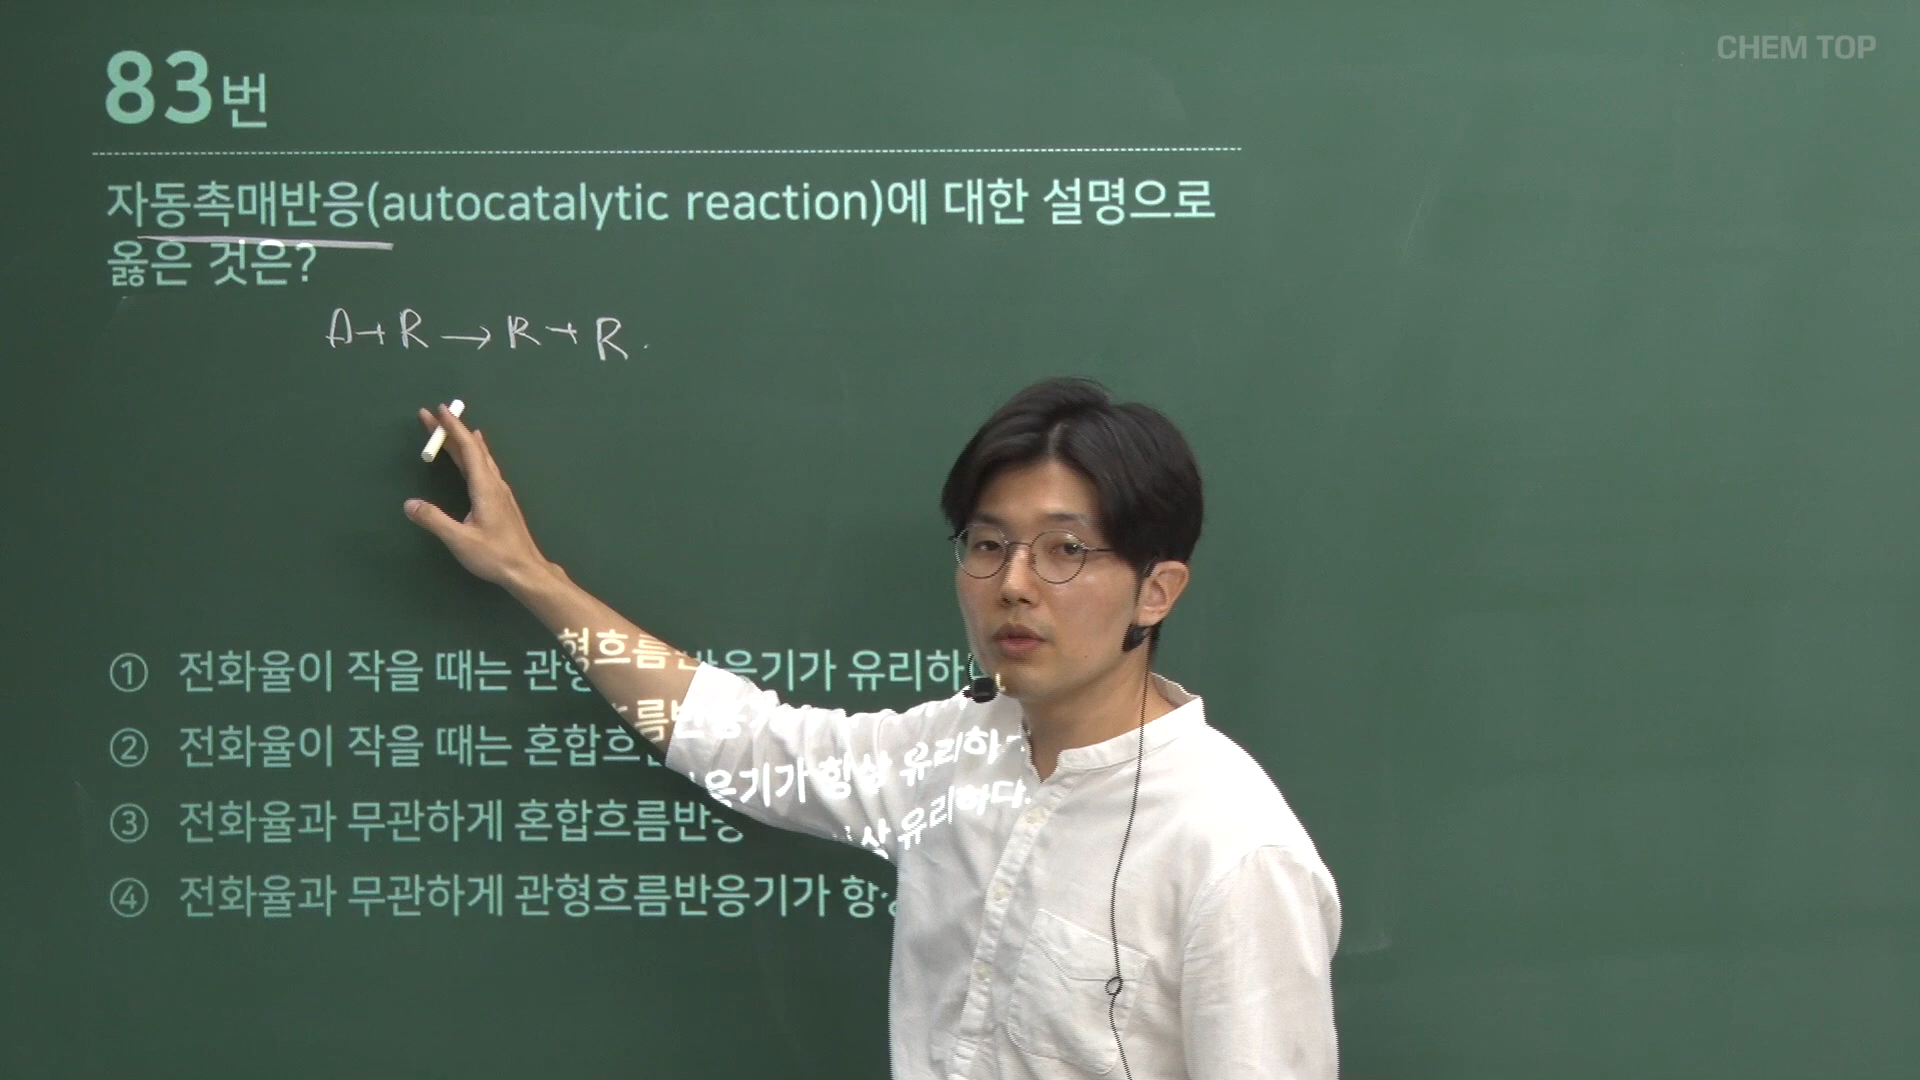 CHEM TOP
83번
자동촉매반응(autocatalytic reaction)에 대한 설명으로
옳은 것은?
A+R → R+R.
① 전화율이 작을 때는 관형흐름반응기가 유리하다.
② 전화율이 작을 때는 혼합흐름반응기가
③ 전화율과 무관하게 혼합흐름반응기가 항상 유리하다.
④ 전화율과 무관하게 관형흐름반응기가 항상 유리하다.